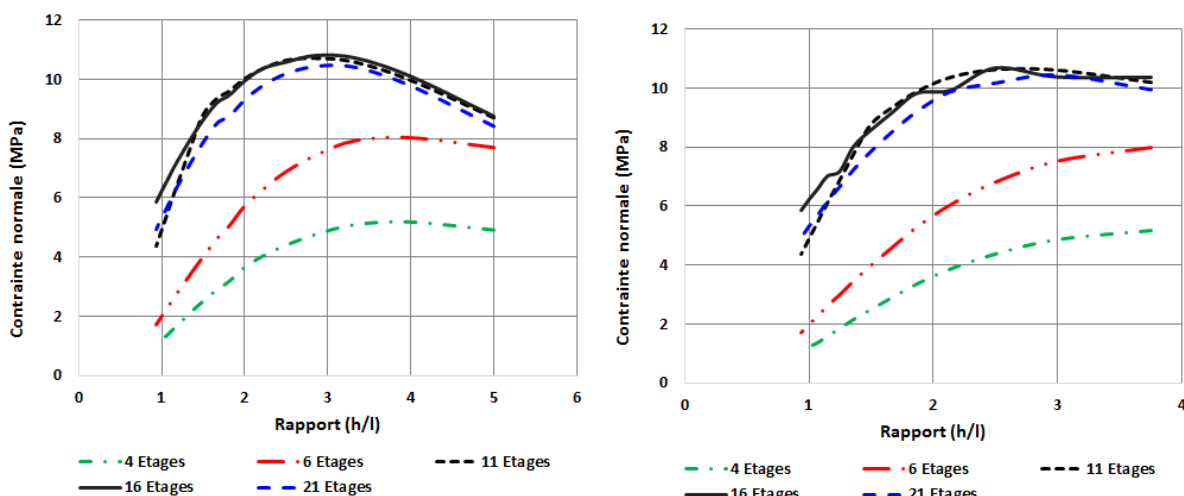 12
10
8
6
4
2
0
Contrainte normale (MPa)
0 1 2 3 4 5 6
Rapport (h/l)
4 Etages 6 Etages 11 Etages
16 Etages 21 Etages
12
10
8
6
4
2
0
Contrainte normale (MPa)
0 1 2 3 4
Rapport (h/l)
4 Etages 6 Etages 11 Etages
16 Etages 21 Etages